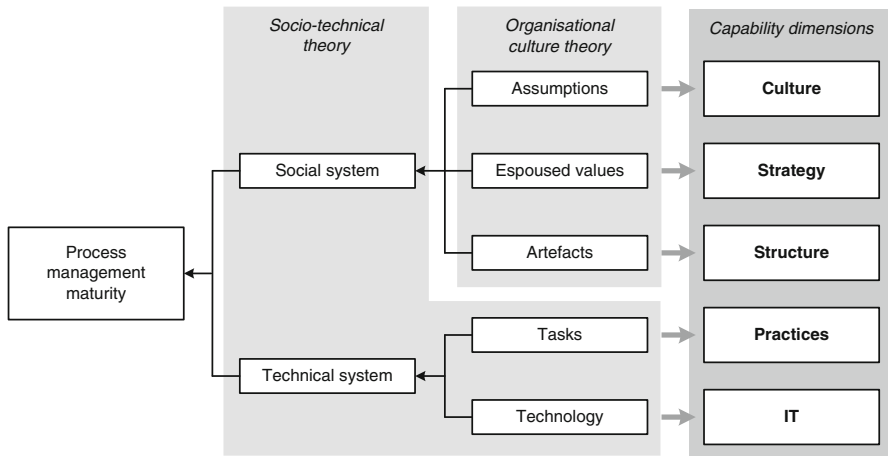 Socio-technical
theory
Organisational
culture theory
Capability dimensions
Assumptions
Culture
Social system
Espoused values
Strategy
Process
management
maturity
Artefacts
Structure
Tasks
Practices
Technical system
Technology
IT